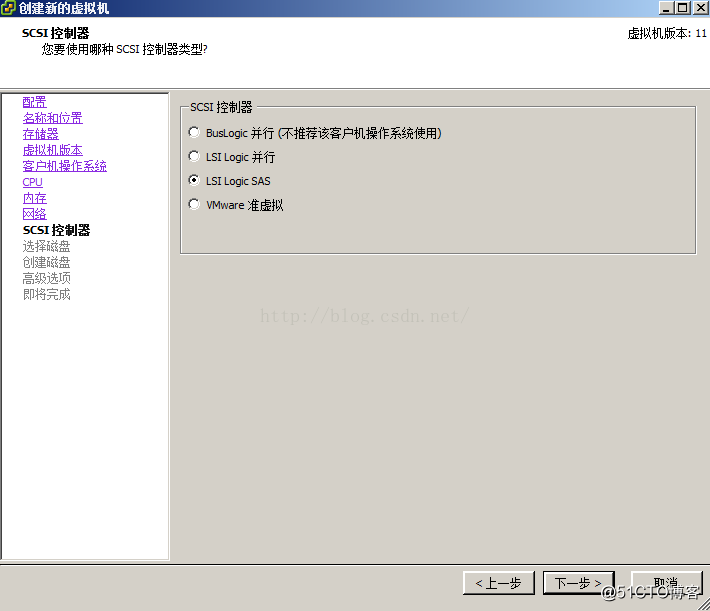 创建新的虚拟机
SCSI 控制器
您要使用哪种 SCSI 控制器类型?
虚拟机版本: 11
配置
名称和位置
存储器
虚拟机版本
客户机操作系统
CPU
内存
网络
SCSI 控制器
选择磁盘
创建磁盘
高级选项
即将完成
SCSI 控制器
BusLogic 并行 (不推荐该客户机操作系统使用)
LSI Logic 并行
LSI Logic SAS
VMware 准虚拟
http://blog.csdn.net/
< 上一步
下一步 >
取消
@51CTO博客